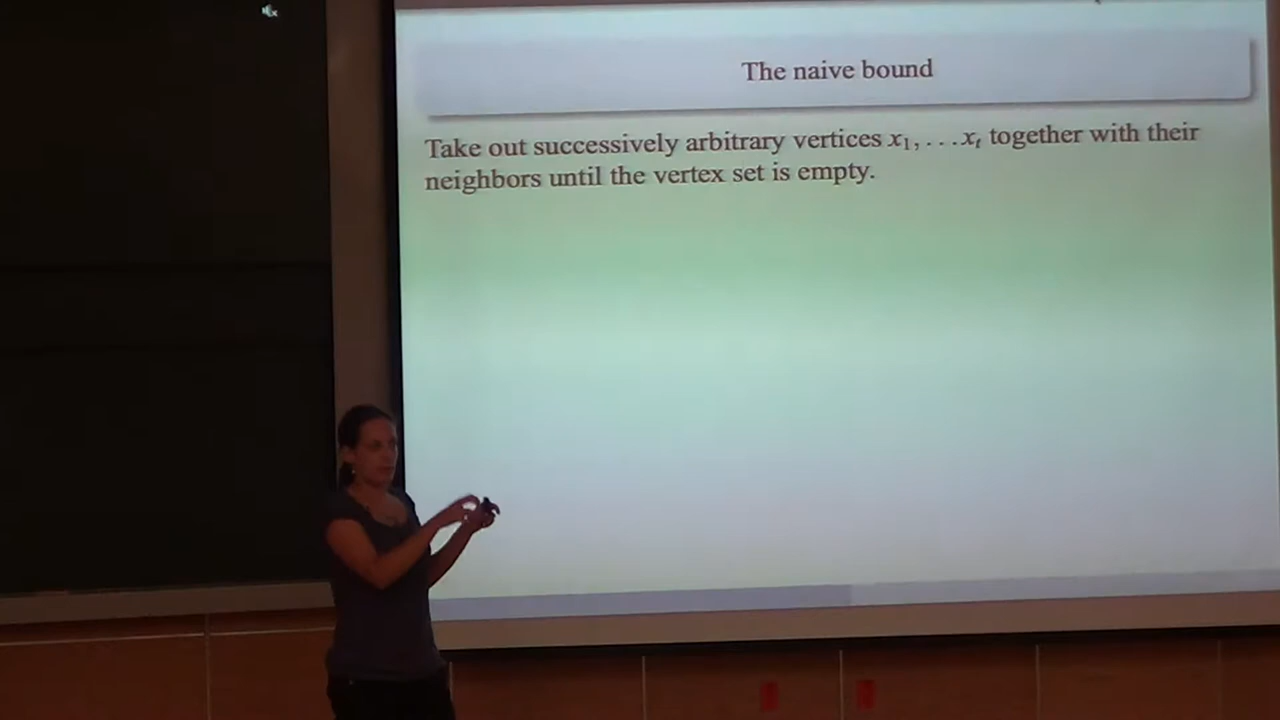 The naive bound
Take out successively arbitrary vertices x₁, . . . xₜ together with their
neighbors until the vertex set is empty.